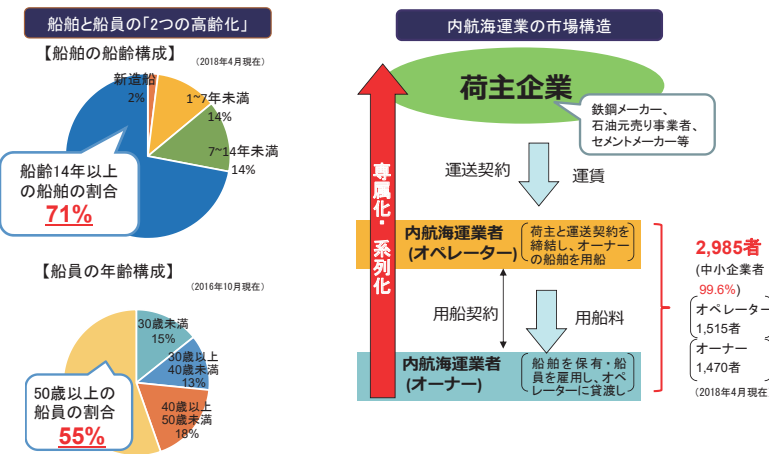 船舶と船員の「2つの高齢化」
【船舶の船齢構成】
(2018年4月現在)
新造船
2%
1~7年未満
14%
7~14年未満
14%
船齢14年以上
の船舶の割合
71%
【船員の年齢構成】
(2016年10月現在)
30歳未満
15%
30歳以上
40歳未満
13%
40歳以上
50歳未満
18%
50歳以上の
船員の割合
55%
内航海運業の市場構造
荷主企業
鉄鋼メーカー、
石油元売り事業者、
セメントメーカー等
専属化・系列化
運送契約
運賃
内航海運業者
(オペレーター)
荷主と運送契約を
締結し、オーナー
の船舶を用船
用船契約
用船料
内航海運業者
(オーナー)
船舶を保有・船
員を雇用し、オペ
レーターに貸渡し
2,985者
(中小企業者
99.6%)
オペレーター
1,515者
オーナー
1,470者
(2018年4月現在